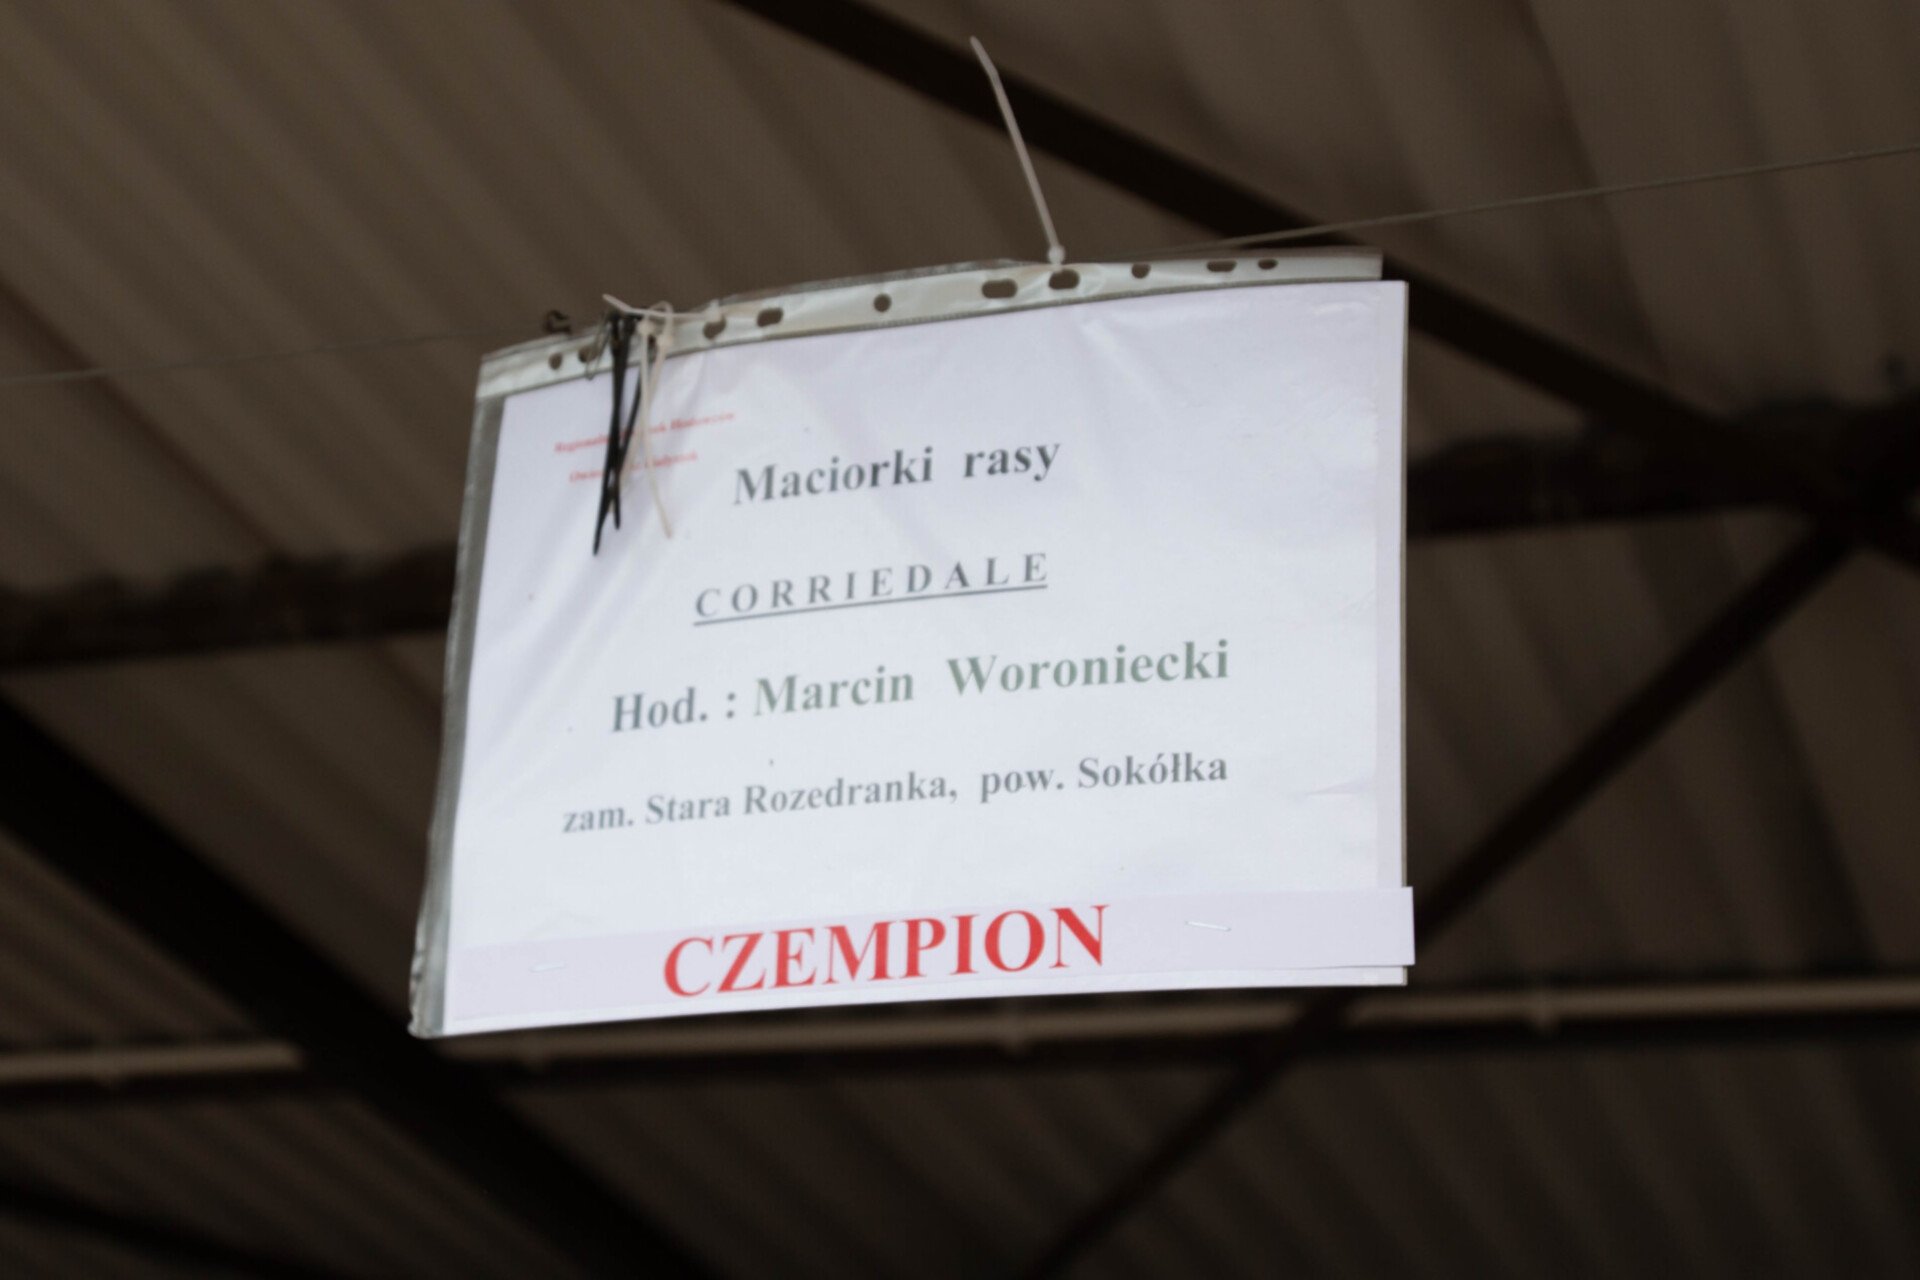 Maciorki rasy
CORRIEDALE
Hod. : Marcin Woroniecki
zam. Stara Rozedranka, pow. Sokółka
CZEMPION